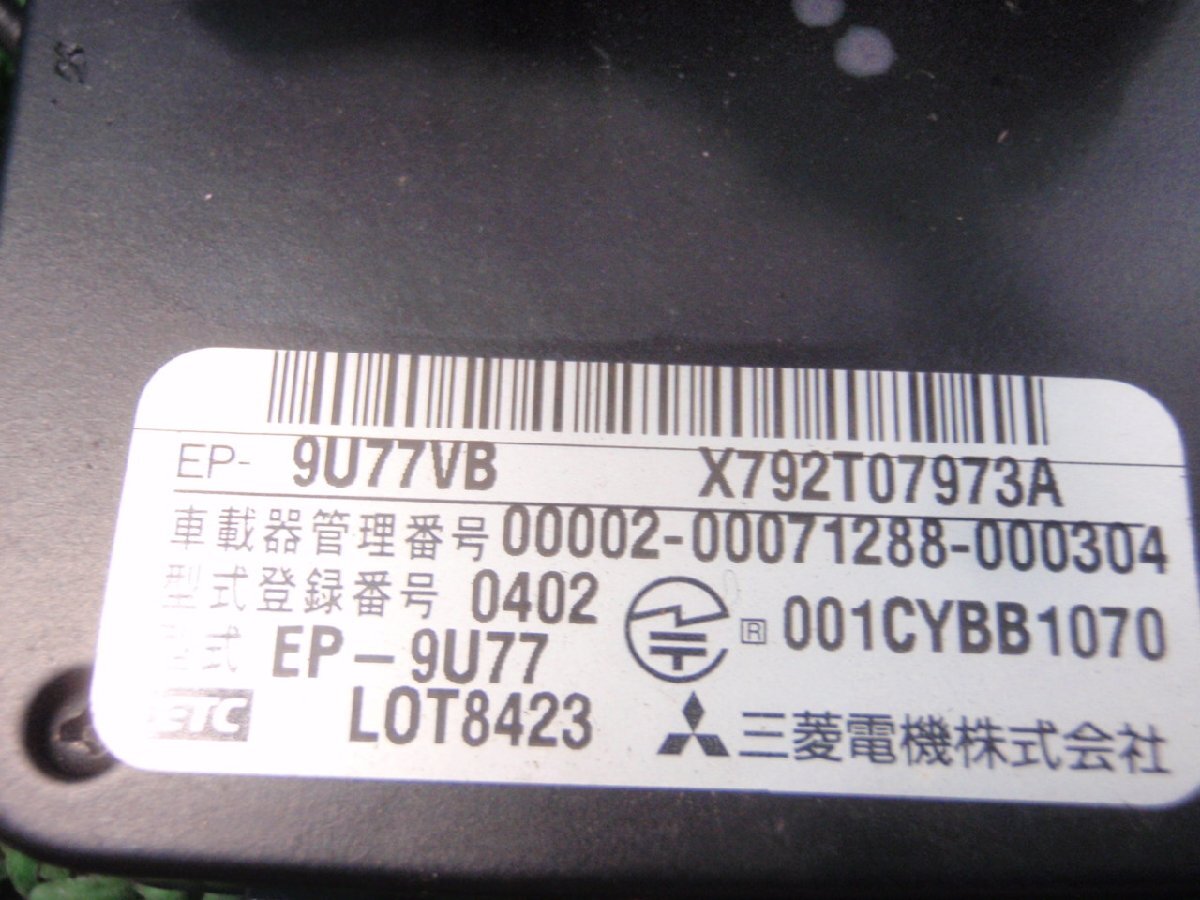 EP- 9U77VB X792T07973A
車載器管理番号 00002-00071288-000304
型式登録番号 0402 R 001CYBB1070
型式 EP-9U77
ETC LOT8423 三菱電機株式会社